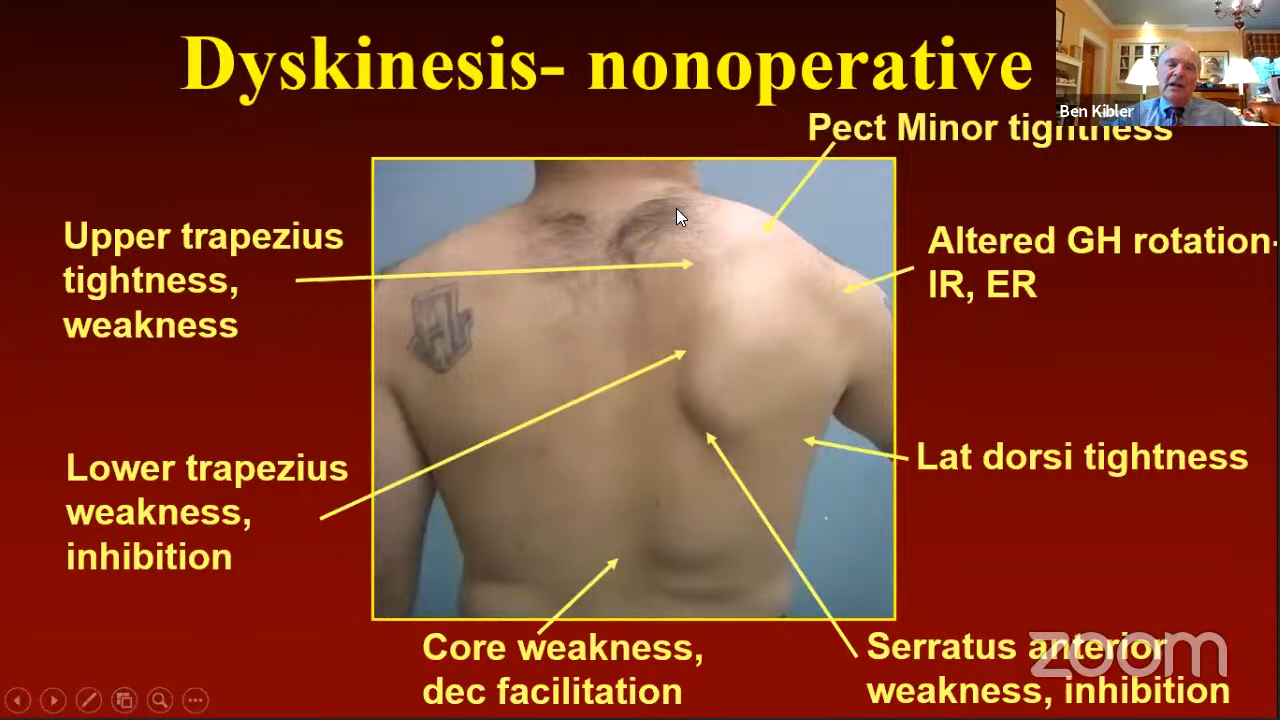 Dyskinesis- nonoperative
Ben Kibler
Pect Minor tightness
Upper trapezius
tightness,
weakness
Altered GH rotation-
IR, ER
Lower trapezius
weakness,
inhibition
Lat dorsi tightness
Core weakness,
dec facilitation
Serratus anterior
weakness, inhibition
zoom